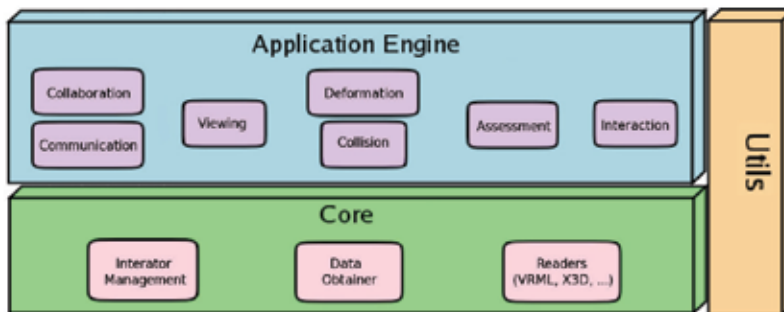 Application Engine
Collaboration
Communication
Viewing
Deformation
Collision
Assessment
Interaction
Core
Interator
Management
Data
Obtainer
Readers
(VRML, X3D, ...)
Utils